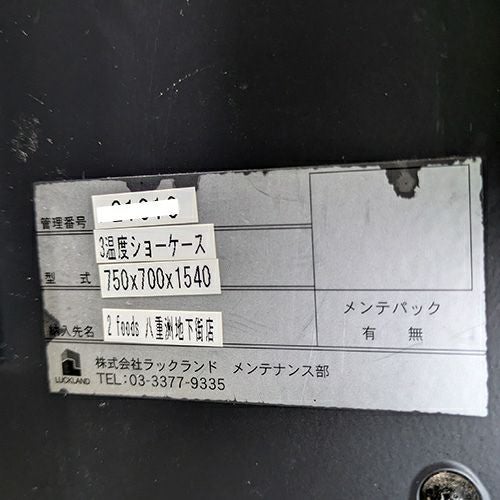 管理番号
3温度ショーケース
型式 750x700x1540
納入先名 2 foods 八重洲地下街店
メンテパック
有 無
LUCKLAND
株式会社ラックランド メンテナンス部
TEL:03-3377-9335